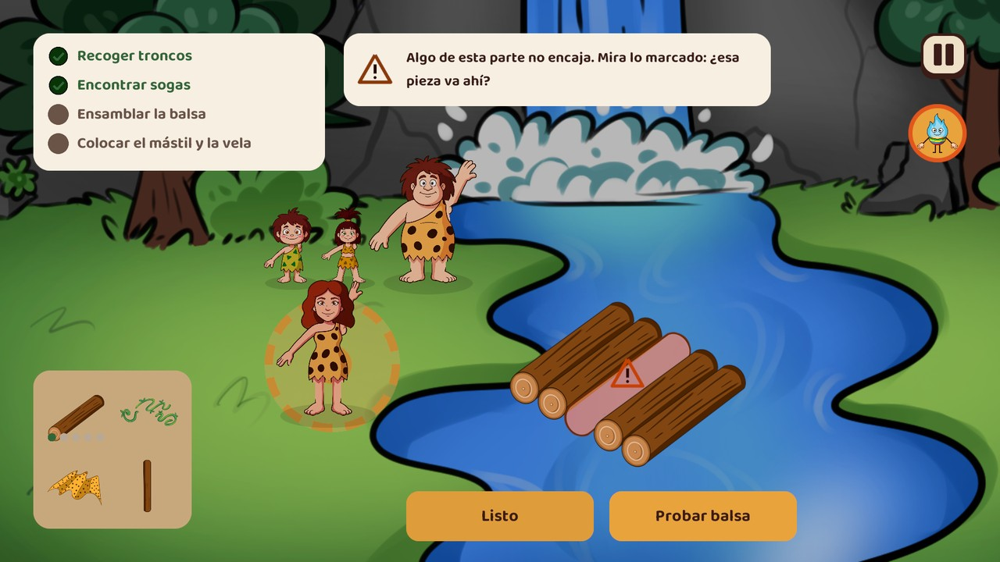 Recoger troncos
Encontrar sogas
Ensamblar la balsa
Colocar el mástil y la vela
Algo de esta parte no encaja. Mira lo marcado: ¿esa
pieza va ahí?
Listo
Probar balsa